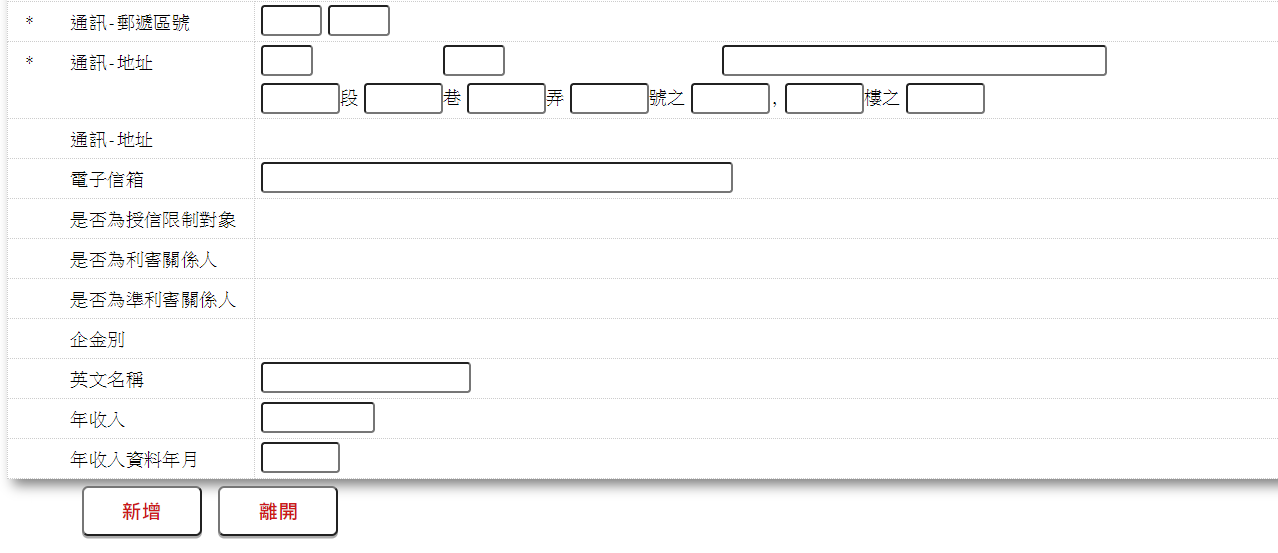 * 通訊-郵遞區號
* 通訊-地址
段 巷 弄 號之 , 樓之
通訊-地址
電子信箱
是否為授信限制對象
是否為利害關係人
是否為準利害關係人
企金別
英文名稱
年收入
年收入資料年月
新增 離開